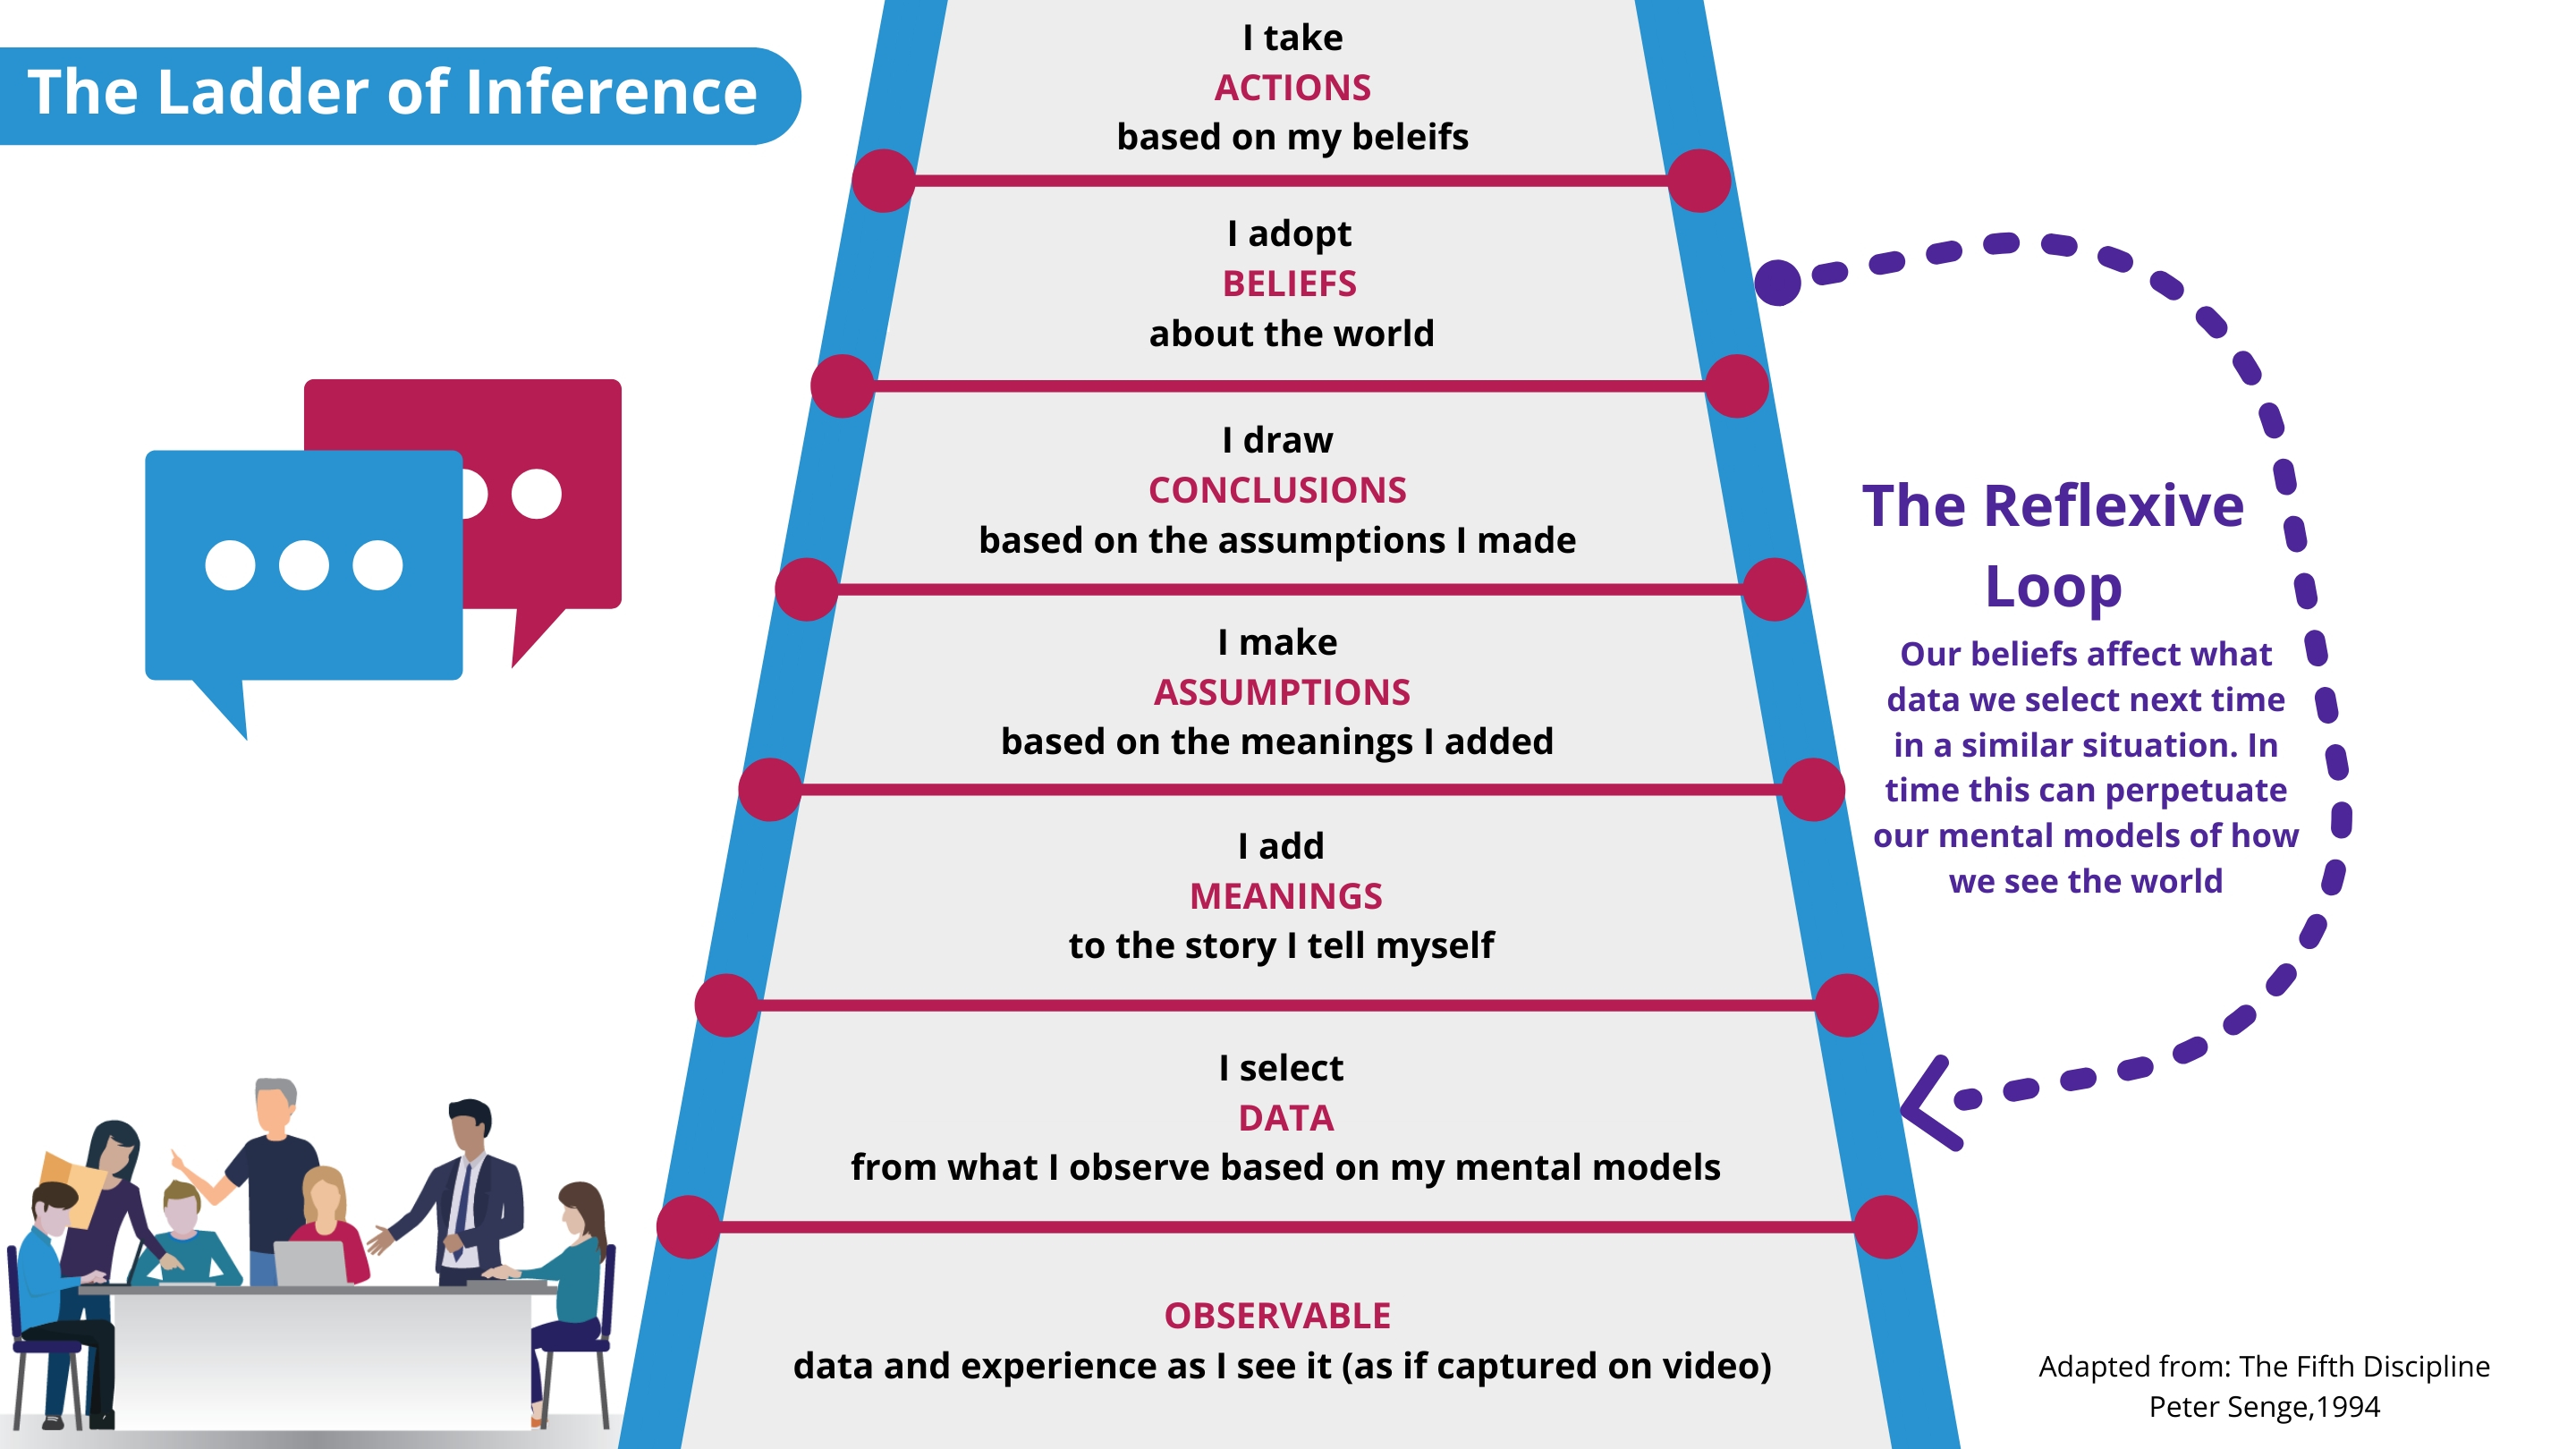 The Ladder of Inference
I take
ACTIONS
based on my beleifs
I adopt
BELIEFS
about the world
I draw
CONCLUSIONS
based on the assumptions I made
I make
ASSUMPTIONS
based on the meanings I added
I add
MEANINGS
to the story I tell myself
I select
DATA
from what I observe based on my mental models
OBSERVABLE
data and experience as I see it (as if captured on video)
The Reflexive
Loop
Our beliefs affect what
data we select next time
in a similar situation. In
time this can perpetuate
our mental models of how
we see the world
Adapted from: The Fifth Discipline
Peter Senge,1994